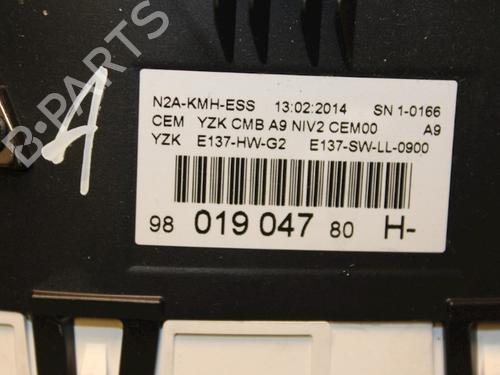 B-PARTS
A
N2A-KMH-ESS 13:02:2014 SN 1-0166
CEM YZK CMB A9 NIV2 CEM00 A9
YZK E137-HW-G2 E137-SW-LL-0900
98 019 047 80 H-